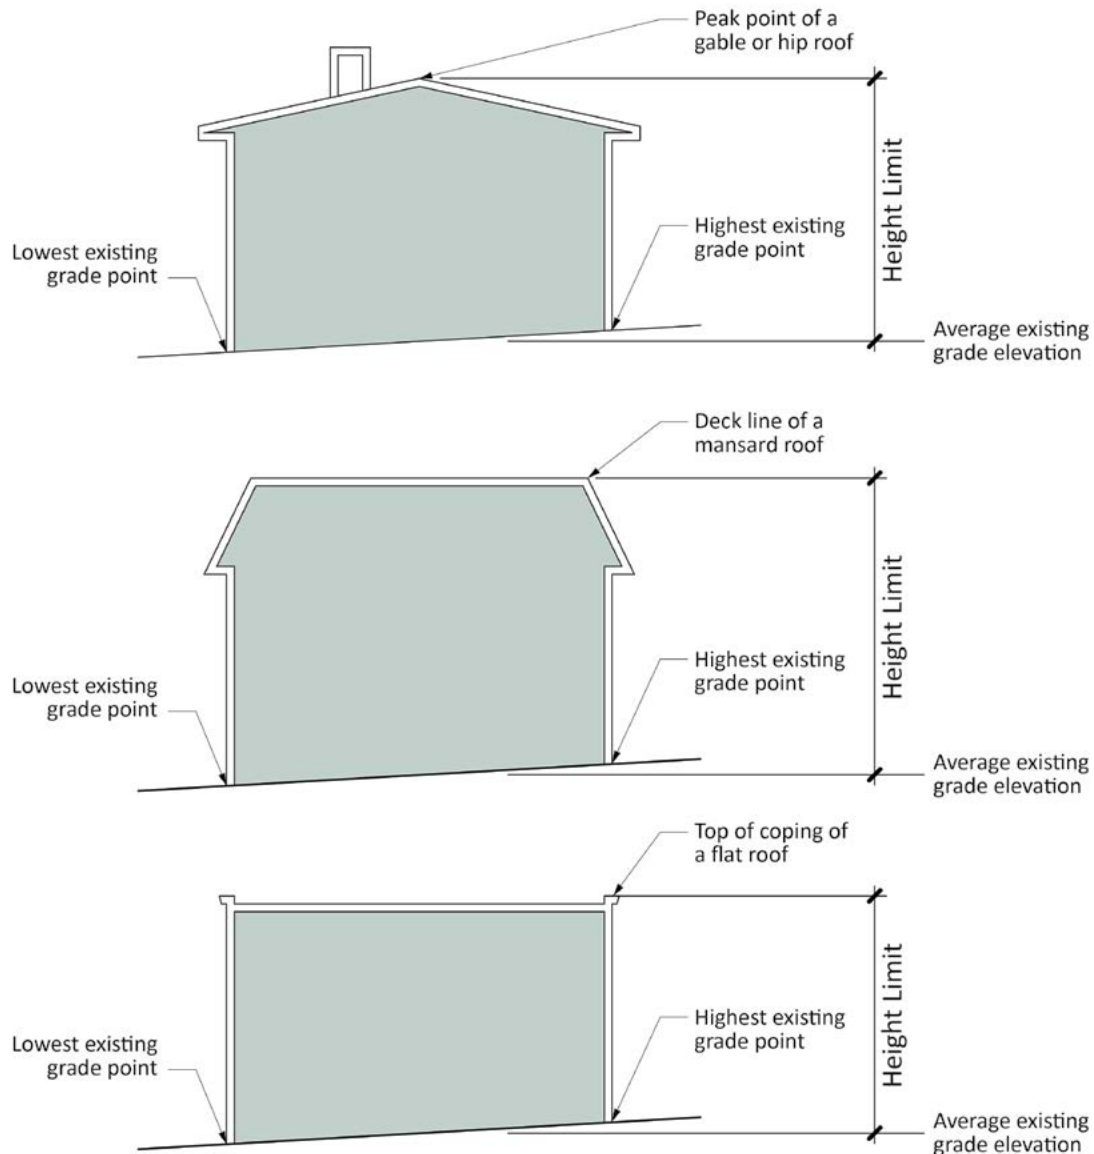 Peak point of a
gable or hip roof
Height Limit
Highest existing
grade point
Lowest existing
grade point
Average existing
grade elevation
Deck line of a
mansard roof
Height Limit
Highest existing
grade point
Lowest existing
grade point
Average existing
grade elevation
Top of coping of
a flat roof
Height Limit
Highest existing
grade point
Lowest existing
grade point
Average existing
grade elevation